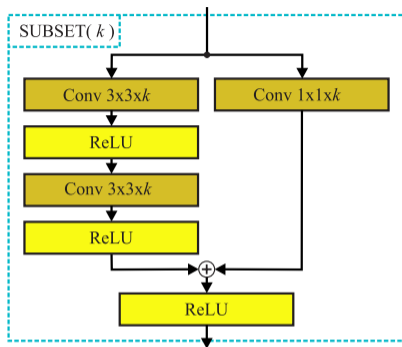 SUBSET( k )
Conv 3x3xk
Conv 1x1xk
ReLU
Conv 3x3xk
ReLU
ReLU